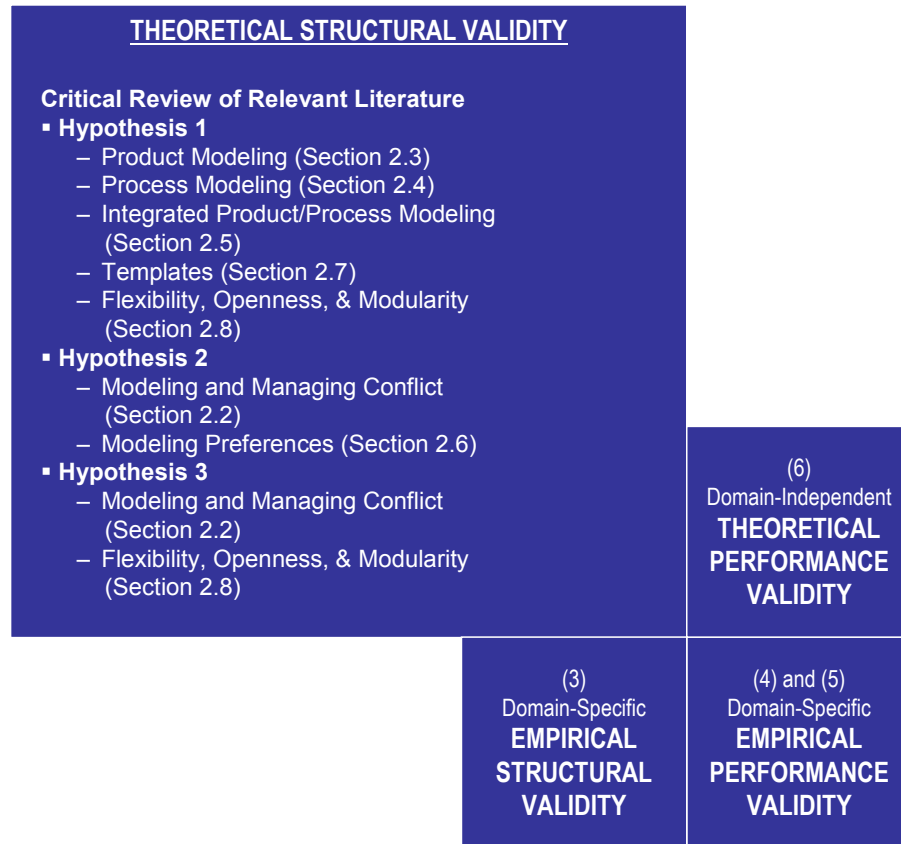 THEORETICAL STRUCTURAL VALIDITY
Critical Review of Relevant Literature
▪ Hypothesis 1
– Product Modeling (Section 2.3)
– Process Modeling (Section 2.4)
– Integrated Product/Process Modeling
(Section 2.5)
– Templates (Section 2.7)
– Flexibility, Openness, & Modularity
(Section 2.8)
▪ Hypothesis 2
– Modeling and Managing Conflict
(Section 2.2)
– Modeling Preferences (Section 2.6)
▪ Hypothesis 3
– Modeling and Managing Conflict
(Section 2.2)
– Flexibility, Openness, & Modularity
(Section 2.8)
(6)
Domain-Independent
THEORETICAL
PERFORMANCE
VALIDITY
(3)
Domain-Specific
EMPIRICAL
STRUCTURAL
VALIDITY
(4) and (5)
Domain-Specific
EMPIRICAL
PERFORMANCE
VALIDITY